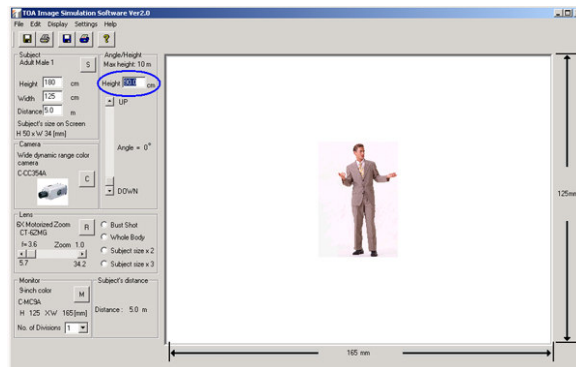 TOA Image Simulation Software Ver2.0
File Edit Display Settings Help
Subject
Adult Male 1
S
Height 180 cm
Width 125 cm
Distance 5.0 m
Subject's size on Screen
H 50 x W 34 [mm]
Camera
Wide dynamic range color
camera
C-CC354A
C
Lens
6X Motorized Zoom
CT-6ZMG
R
f=3.6 Zoom 1.0
5.7 34.2
Monitor
9-inch color
C-MC9A
M
H 125 XW 165[mm]
No. of Divisions 1
Angle/Height
Max height: 10 m
Height 90.0 cm
UP
Angle = 0°
DOWN
Bust Shot
Whole Body
Subject size x 2
Subject size x 3
Subject's distance
Distance : 5.0 m
125mm
165 mm